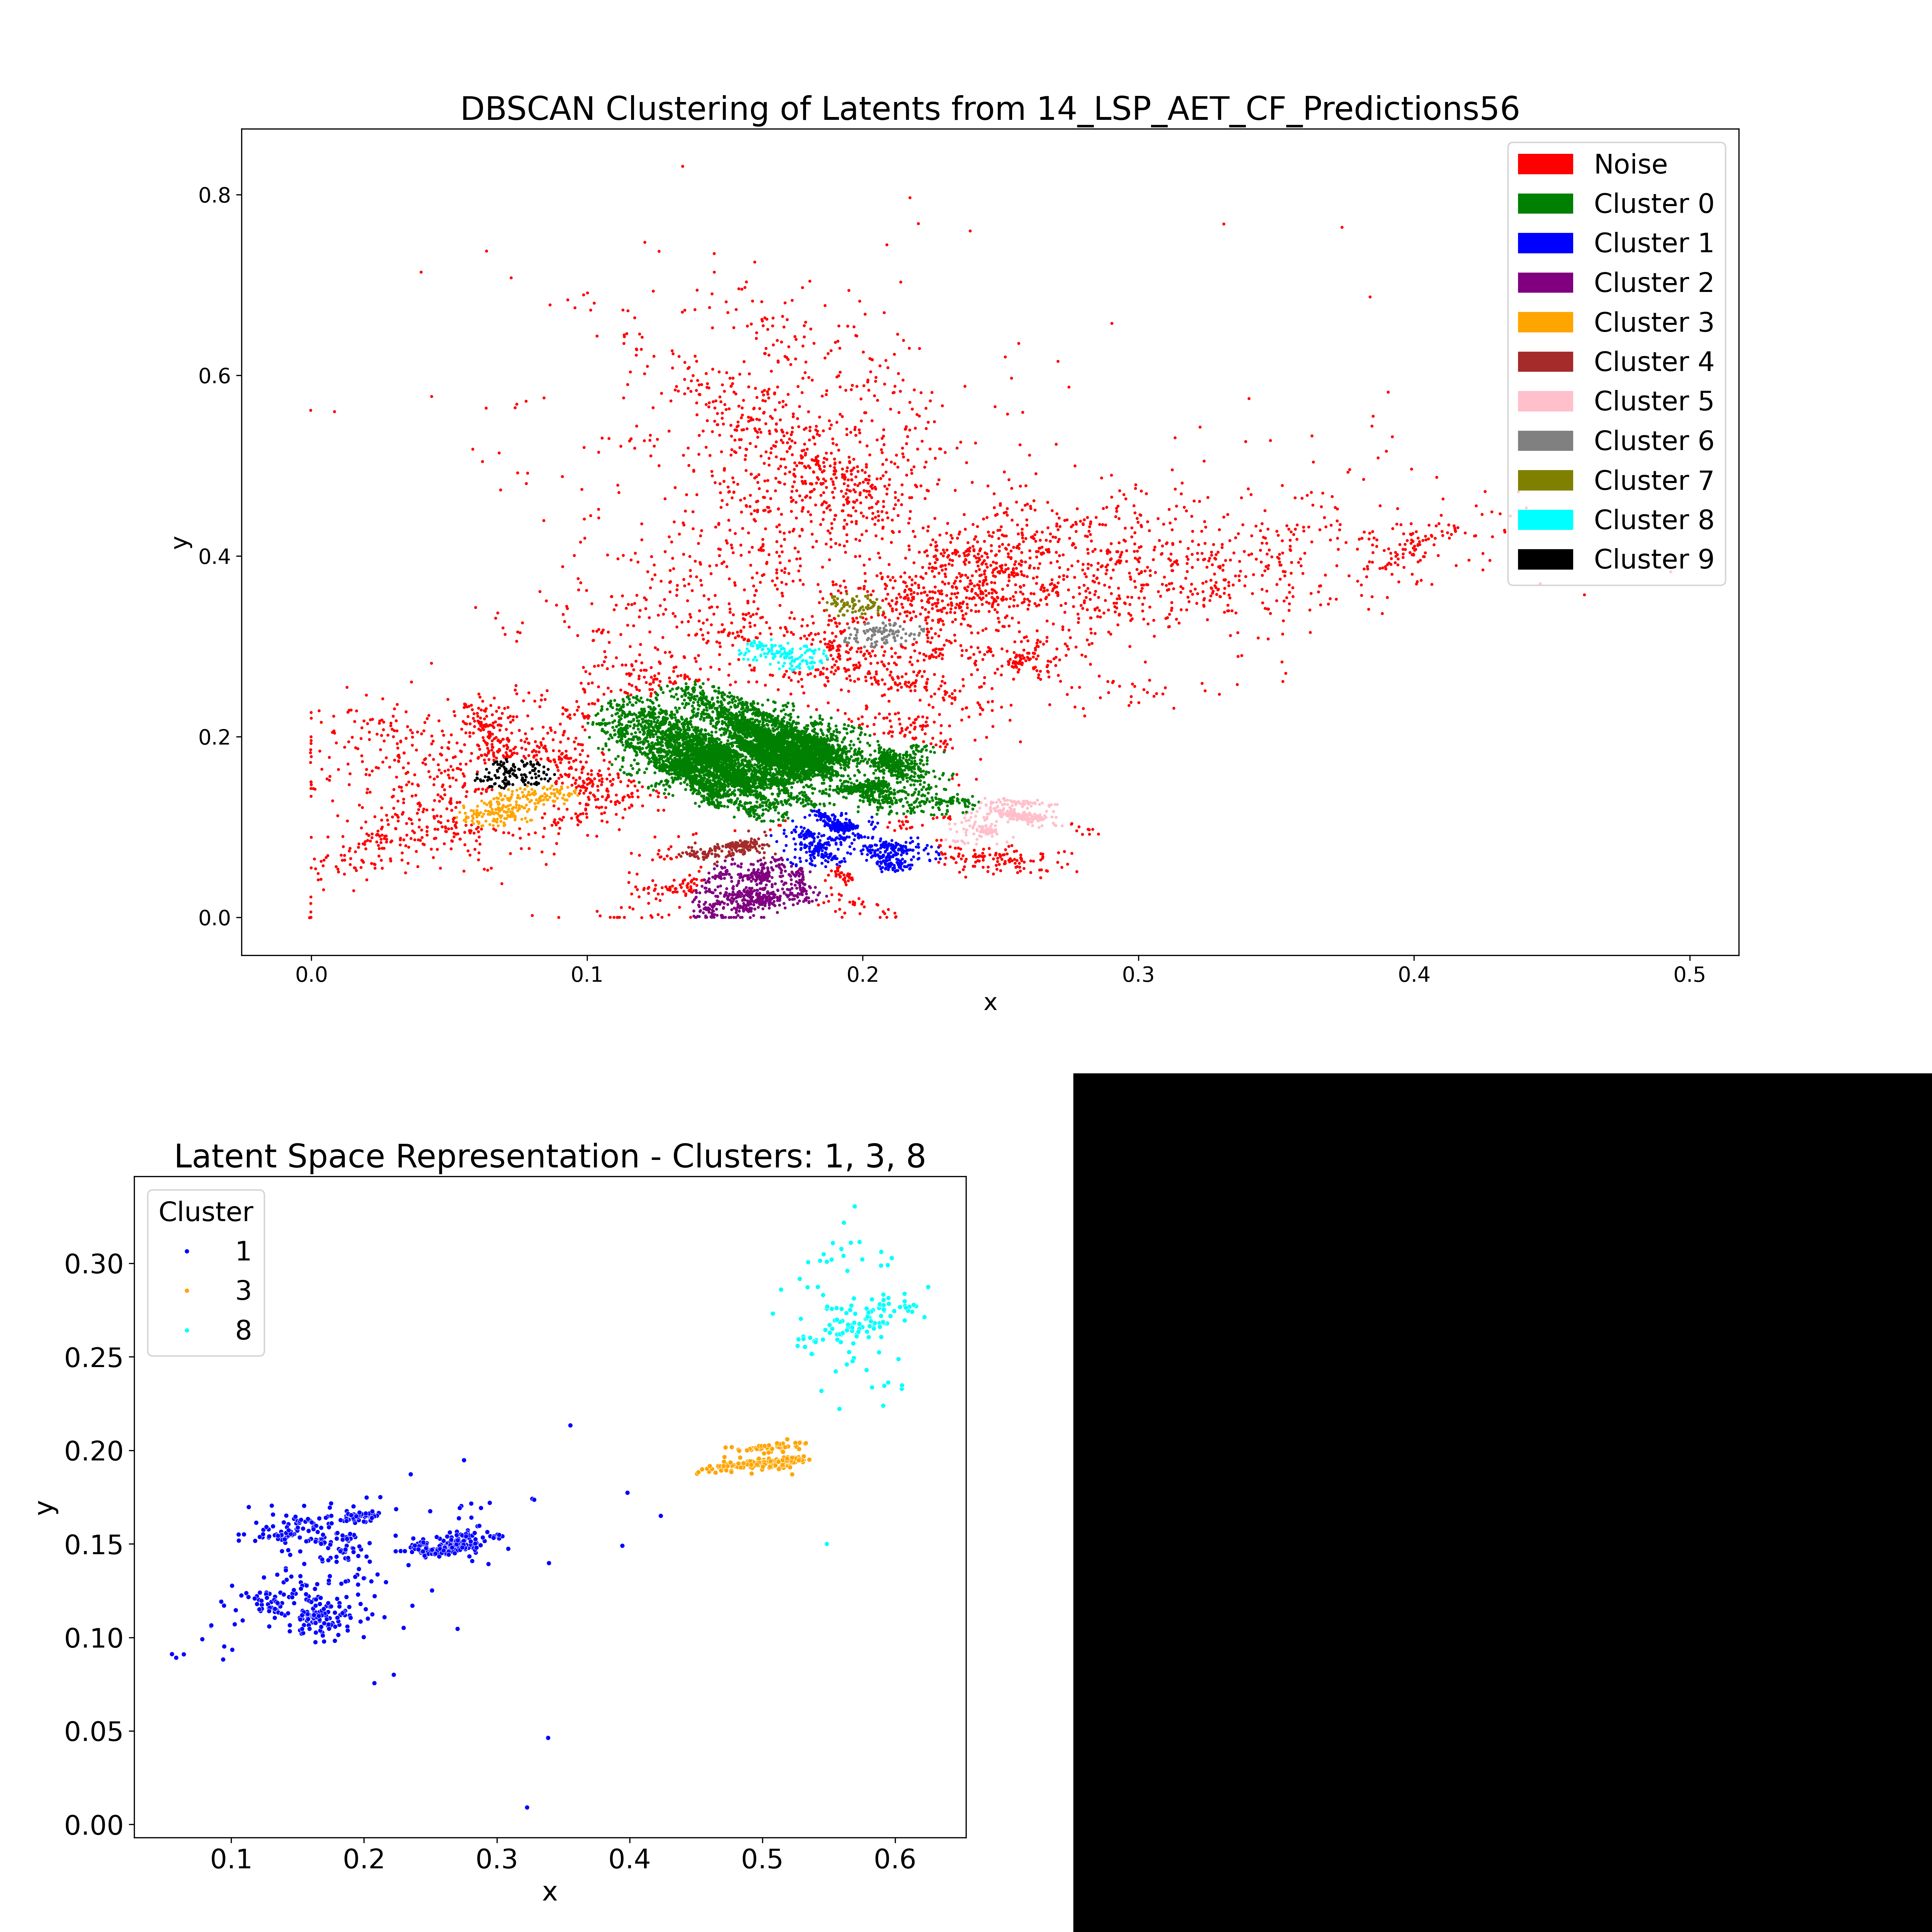 DBSCAN Clustering of Latents from 14_LSP_AET_CF_Predictions56
Noise
Cluster 0
Cluster 1
Cluster 2
Cluster 3
Cluster 4
Cluster 5
Cluster 6
Cluster 7
Cluster 8
Cluster 9
0.8
0.6
0.4
0.2
0.0
y
0.0 0.1 0.2 0.3 0.4 0.5
x
Latent Space Representation - Clusters: 1, 3, 8
Cluster
1
3
8
0.30
0.25
0.20
0.15
0.10
0.05
0.00
y
0.1 0.2 0.3 0.4 0.5 0.6
x